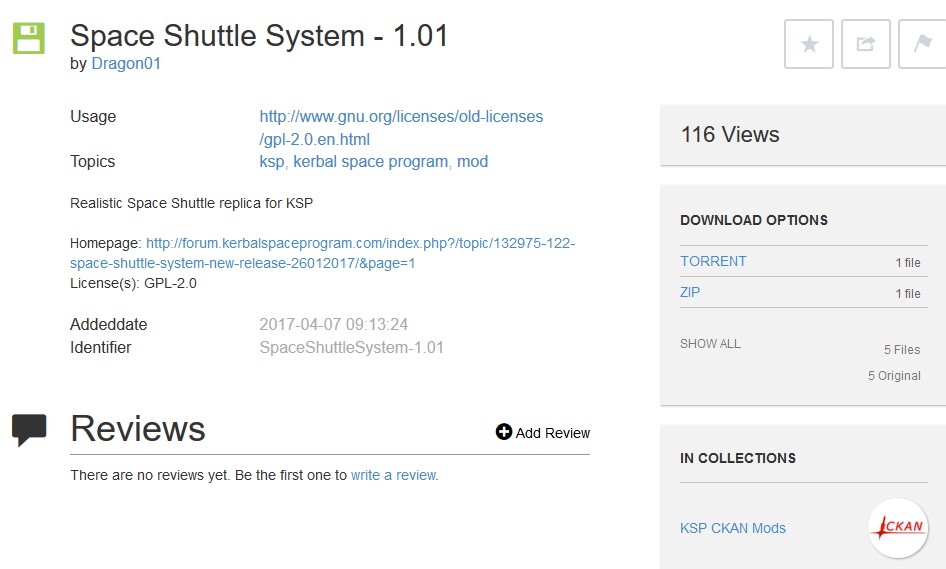 Space Shuttle System - 1.01
by Dragon01
Usage http://www.gnu.org/licenses/old-licenses
/gpl-2.0.en.html
Topics ksp, kerbal space program, mod
Realistic Space Shuttle replica for KSP
Homepage: http://forum.kerbalspaceprogram.com/index.php?/topic/132975-122-
space-shuttle-system-new-release-26012017/&page=1
License(s): GPL-2.0
Addeddate 2017-04-07 09:13:24
Identifier SpaceShuttleSystem-1.01
Reviews
Add Review
There are no reviews yet. Be the first one to write a review.
116 Views
DOWNLOAD OPTIONS
TORRENT 1 file
ZIP 1 file
SHOW ALL 5 Files
5 Original
IN COLLECTIONS
KSP CKAN Mods
CKAN